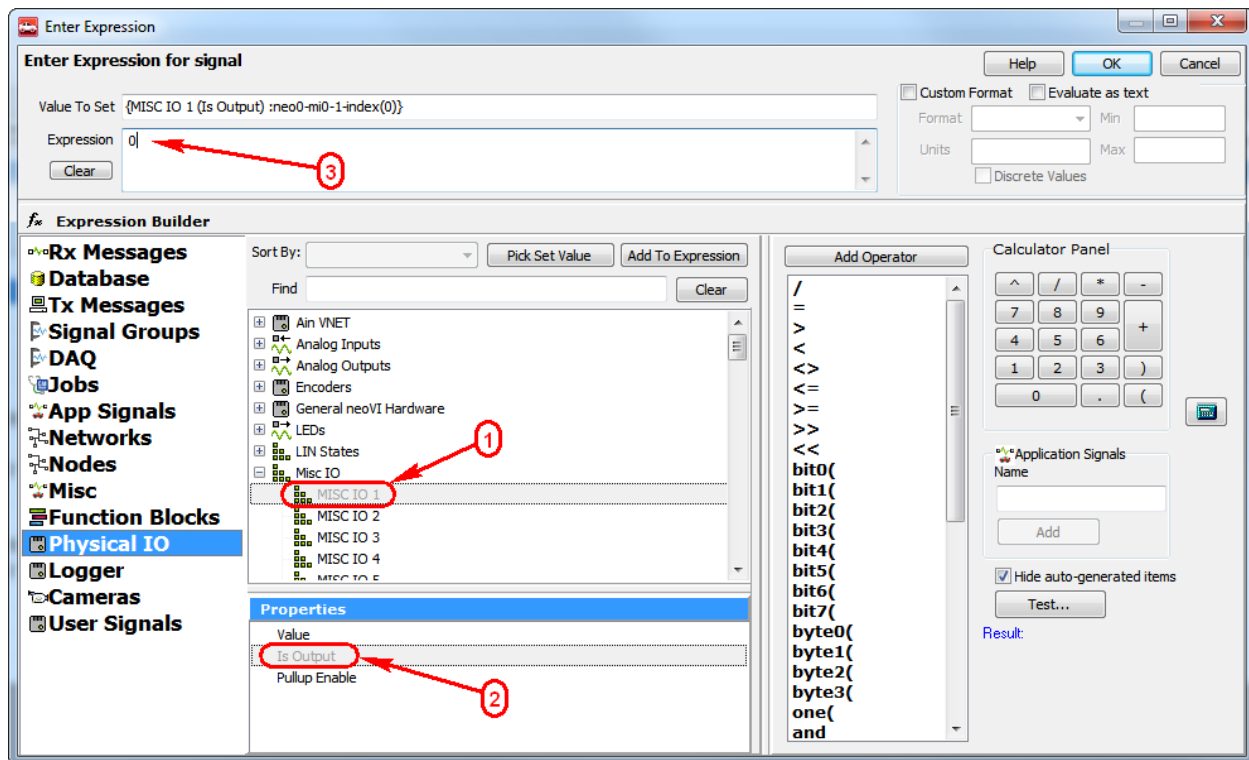 Enter Expression
Enter Expression for signal
Help OK Cancel
Value To Set {MISC IO 1 (Is Output) :neo0-mi0-1-index(0)}
Custom Format Evaluate as text
Format Min
Expression 0
Units Max
Clear
3
Discrete Values
fx Expression Builder
Rx Messages
Database
Tx Messages
Signal Groups
DAQ
Jobs
App Signals
Networks
Nodes
Misc
Function Blocks
Physical IO
Logger
Cameras
User Signals
Sort By: Pick Set Value Add To Expression
Find Clear
Ain VNET
Analog Inputs
Analog Outputs
Encoders
General neoVI Hardware
LEDs
LIN States
1
Misc IO
MISC IO 1
MISC IO 2
MISC IO 3
MISC IO 4
MISC IO 5
Properties
Value
Is Output
Pullup Enable
2
Add Operator
/
=
>
<
<>
<=
>=
>>
<<
bit0(
bit1(
bit2(
bit3(
bit4(
bit5(
bit6(
bit7(
byte0(
byte1(
byte2(
byte3(
one(
and
Calculator Panel
^ / * -
7 8 9 +
4 5 6
1 2 3 )
0 . (
Application Signals
Name
Add
Hide auto-generated items
Test...
Result: